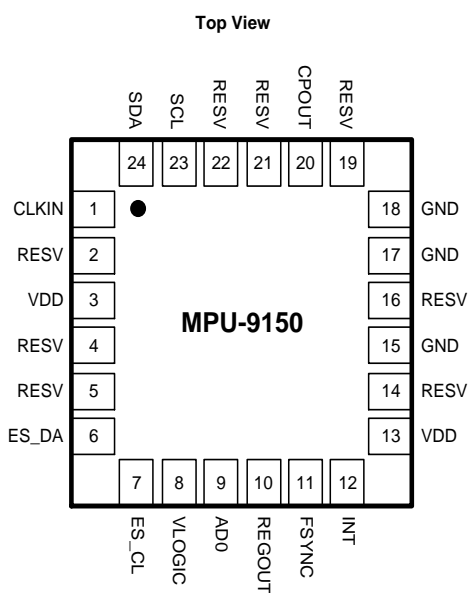 Top View
SDA
SCL
RESV
RESV
CPOUT
RESV
24
23
22
21
20
19
CLKIN
1
18
GND
RESV
2
17
GND
VDD
3
16
RESV
MPU-9150
RESV
4
15
GND
RESV
5
14
RESV
ES_DA
6
13
VDD
7
8
9
10
11
12
ES_CL
VLOGIC
AD0
REGOUT
FSYNC
INT